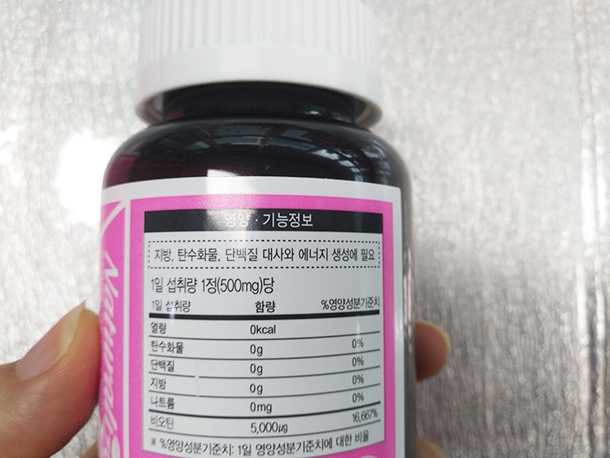 영양 · 기능정보
지방, 탄수화물, 단백질 대사와 에너지 생성에 필요
1일 섭취량 1정(500mg)당
1일 섭취량 함량 %영양성분기준치
열량 0kcal
탄수화물 0g 0%
단백질 0g 0%
지방 0g 0%
나트륨 0mg 0%
비오틴 5,000㎍ 16,667%
※ %영양성분기준치: 1일 영양성분기준치에 대한 비율